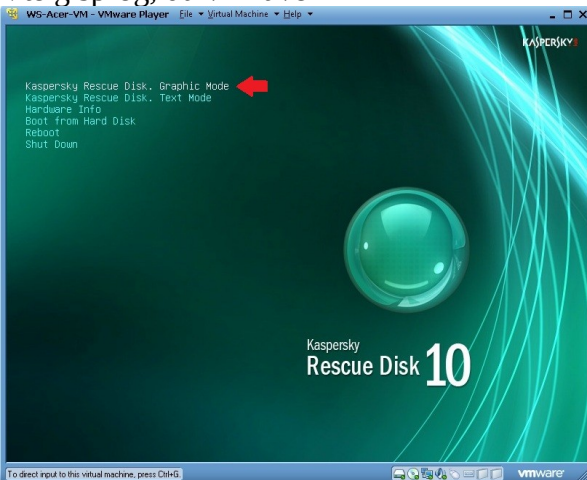 WS-Acer-VM - VMware Player File Virtual Machine Help
KASPERSKY
Kaspersky Rescue Disk. Graphic Mode
Kaspersky Rescue Disk. Text Mode
Hardware Info
Boot from Hard Disk
Reboot
Shut Down
Kaspersky
Rescue Disk 10
To direct input to this virtual machine, press Ctrl+G.
vmware